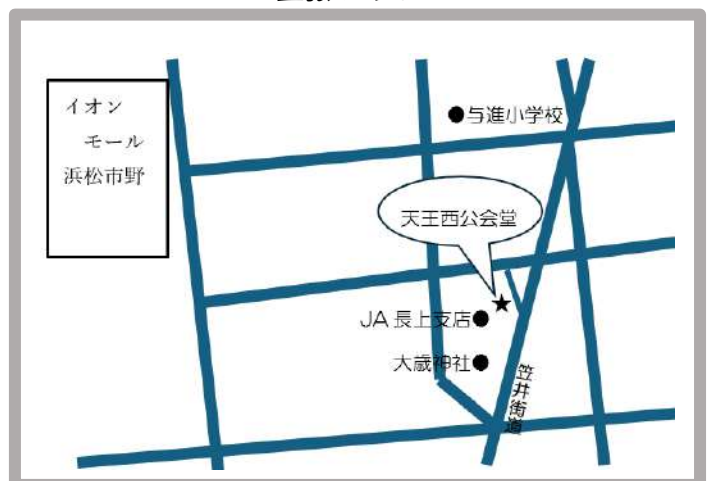 イオン
モール
浜松市野
●与進小学校
天王西公会堂
★
JA 長上支店●
大歳神社●
笠井街道